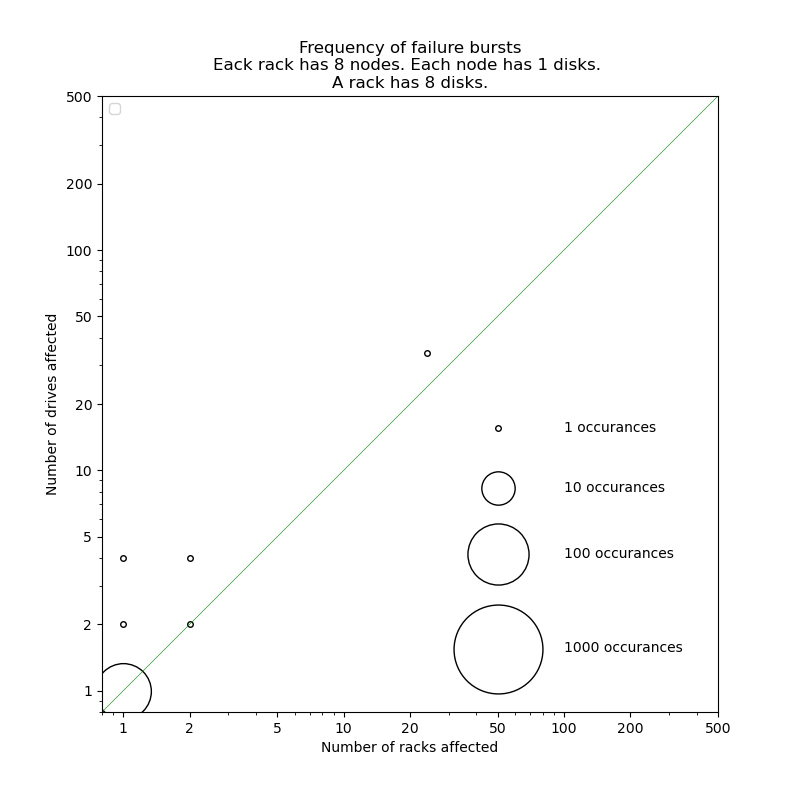 Frequency of failure bursts
Each rack has 8 nodes. Each node has 1 disks.
A rack has 8 disks.
500
200
100
50
20
10
5
2
1
Number of drives affected
1 occurances
10 occurances
100 occurances
1000 occurances
1 2 5 10 20 50 100 200 500
Number of racks affected